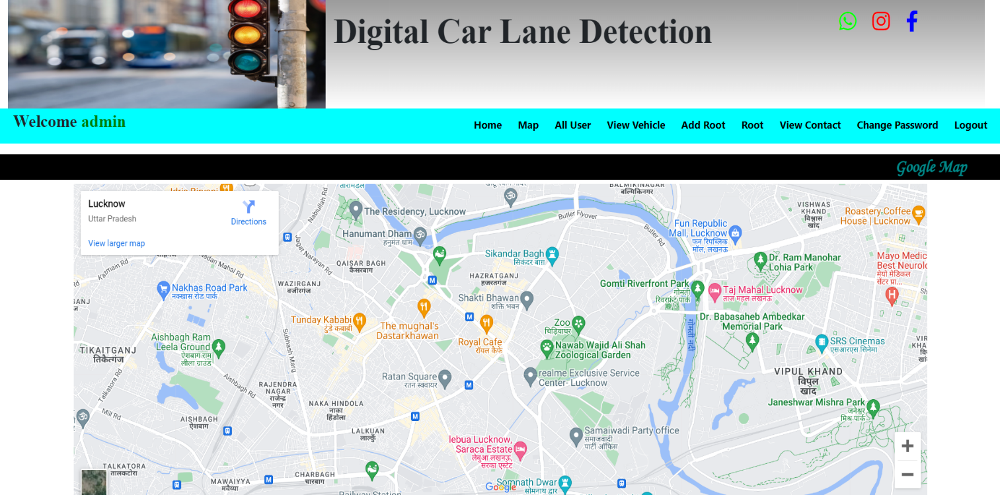 Digital Car Lane Detection
Welcome admin
Home Map All User View Vehicle Add Root Root View Contact Change Password Logout
Google Map
Lucknow
Uttar Pradesh
Directions
View larger map
BALMIKINAGAR
बल्मिकिनगर
Nabiullah Rd
The Residency, Lucknow
Butler Flyover
Butler Rd
VISHWAS
KHAND
विश्वास
खांद
Roastery Coffee
House | Lucknow
Fun Republic
Mall, Lucknow
फन रिपब्लिक
मॉल, लखनऊ
Hanumant Dham
हनुमंत धाम
Jagat Narayan Rd
Sikandar Bagh
सिकंदर बाग़
Dr. Ram Manohar
Lohia Park
Mayo Medic
Best Neurolo
मेयो मेडिकल
सेंटर प्रा...
Kazmain Rd
Madan Mahal Rd
QAISAR BAGH
कैसरबाग
HAZRATGANJ
हजरतगंज
WAZIRGANJ
वजीरगंज
Nakhas Road Park
नक्खास रोड पार्क
Gomti Riverfront Park
गोमती
रिवरफ्रंट पार्क
Taj Mahal Lucknow
ताज महल लखनऊ
Shakti Bhawan
शक्ति भवन
Tunday Kababi
टुंडे कबाबी
The mughal's
Dastarkhawan
Zoo
चिड़ियाघर
Dr. Babasaheb Ambedkar
Memorial Park
गोमती नदी
Royal Cafe
रॉयल कैफे
Aishbagh Ram
Leela Ground
ऐशबाग राम
लीला ग्राउंड
Subhash Marg
Nawab Wajid Ali Shah
Zoological Garden
SRS Cinemas
एसआरएस सिनेमा
TIKAITGANJ
तिकैतगंज
Ratan Square
रतन स्क्वायर
realme Exclusive Service
Center- Lucknow
VIPUL KHAND
विपुल
खांद
Talkatora Rd
Aishbagh Rd
RAJENDRA
NAGAR
राजेन्द्र
नगर
NAKA HINDOLA
नाका
हिंडोला
Janeshwar Mishra Park
जनेश्वर
मिश्र पार्क
Mill Rd
AISHBAGH
ऐशबाग
LALKUAN
लालकुँ
lebua Lucknow,
Saraca Estate
लेबुआ लखनऊ,
सरका एस्टेट
Samajwadi Party office
समाजवादी
पार्टी ऑफिस
TALKATORA
तालकटोरा
MAWAIYYA
मवैय्या
CHARBAGH
चारबाग
Somnath Dwar
सोमनाथ द्वार
Google
Railway Station